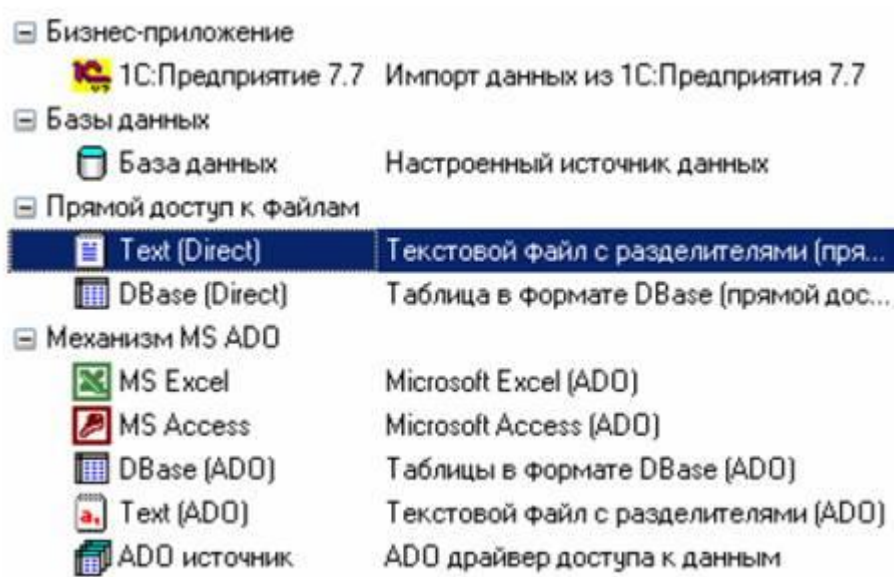 Бизнес-приложение
1С:Предприятие 7.7 Импорт данных из 1С:Предприятия 7.7
Базы данных
База данных Настроенный источник данных
Прямой доступ к файлам
Text (Direct) Текстовой файл с разделителями (пря...
DBase (Direct) Таблица в формате DBase (прямой дос...
Механизм MS ADO
MS Excel Microsoft Excel (ADO)
MS Access Microsoft Access (ADO)
DBase (ADO) Таблицы в формате DBase (ADO)
Text (ADO) Текстовой файл с разделителями (ADO)
ADO источник ADO драйвер доступа к данным